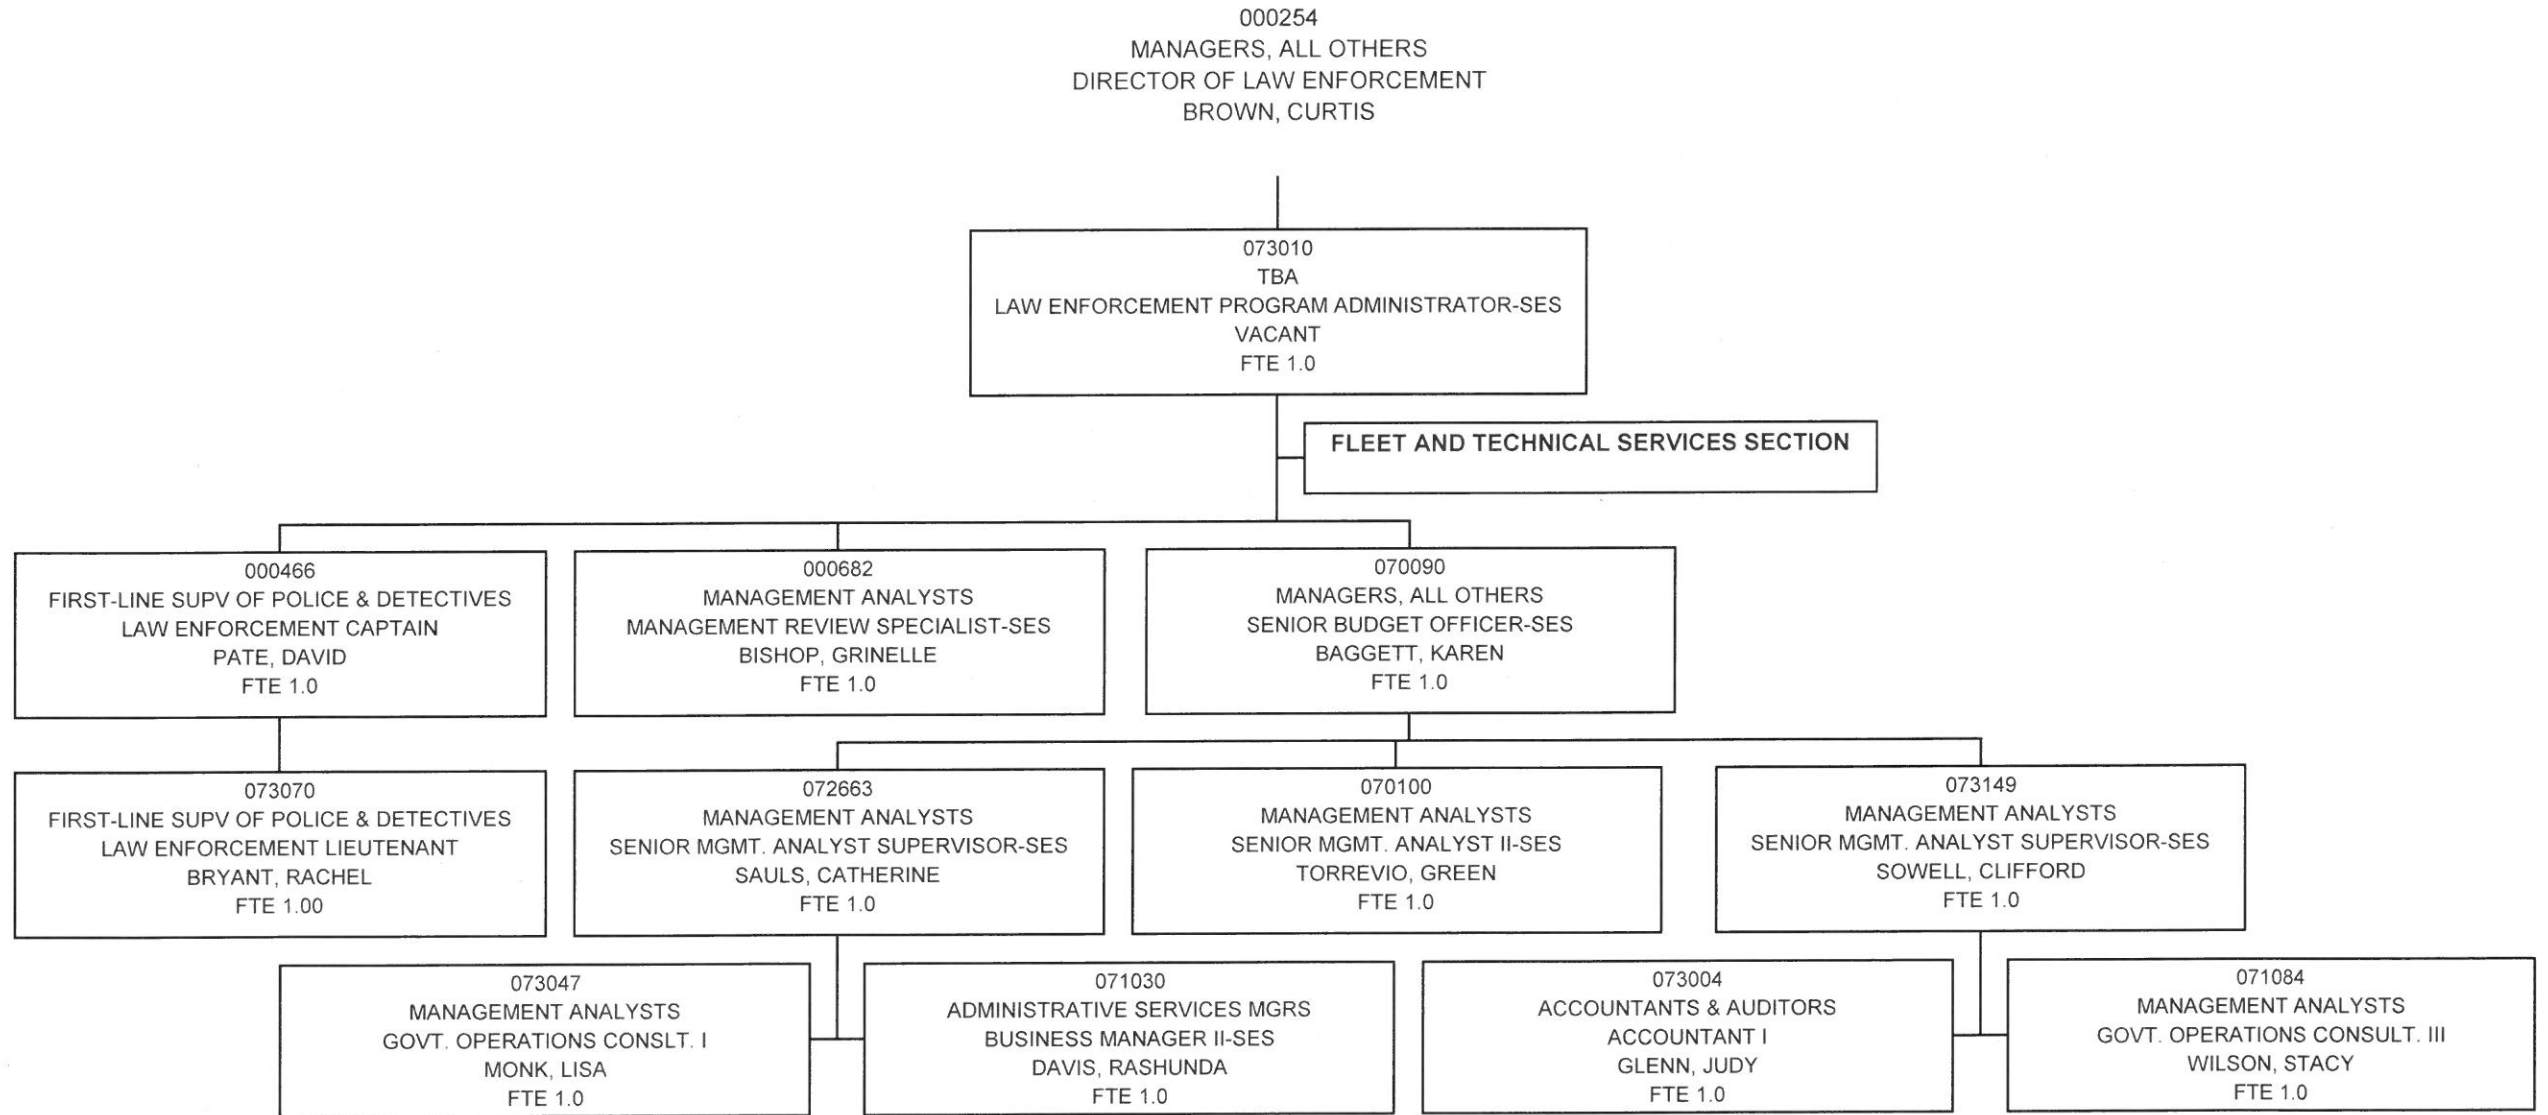 000254
MANAGERS, ALL OTHERS
DIRECTOR OF LAW ENFORCEMENT
BROWN, CURTIS
073010
TBA
LAW ENFORCEMENT PROGRAM ADMINISTRATOR-SES
VACANT
FTE 1.0
FLEET AND TECHNICAL SERVICES SECTION
000466
FIRST-LINE SUPV OF POLICE & DETECTIVES
LAW ENFORCEMENT CAPTAIN
PATE, DAVID
FTE 1.0
000682
MANAGEMENT ANALYSTS
MANAGEMENT REVIEW SPECIALIST-SES
BISHOP, GRINELLE
FTE 1.0
070090
MANAGERS, ALL OTHERS
SENIOR BUDGET OFFICER-SES
BAGGETT, KAREN
FTE 1.0
073070
FIRST-LINE SUPV OF POLICE & DETECTIVES
LAW ENFORCEMENT LIEUTENANT
BRYANT, RACHEL
FTE 1.00
072663
MANAGEMENT ANALYSTS
SENIOR MGMT. ANALYST SUPERVISOR-SES
SAULS, CATHERINE
FTE 1.0
070100
MANAGEMENT ANALYSTS
SENIOR MGMT. ANALYST II-SES
TORREVIO, GREEN
FTE 1.0
073149
MANAGEMENT ANALYSTS
SENIOR MGMT. ANALYST SUPERVISOR-SES
SOWELL, CLIFFORD
FTE 1.0
073047
MANAGEMENT ANALYSTS
GOVT. OPERATIONS CONSLT. I
MONK, LISA
FTE 1.0
071030
ADMINISTRATIVE SERVICES MGRS
BUSINESS MANAGER II-SES
DAVIS, RASHUNDA
FTE 1.0
073004
ACCOUNTANTS & AUDITORS
ACCOUNTANT I
GLENN, JUDY
FTE 1.0
071084
MANAGEMENT ANALYSTS
GOVT. OPERATIONS CONSULT. III
WILSON, STACY
FTE 1.0